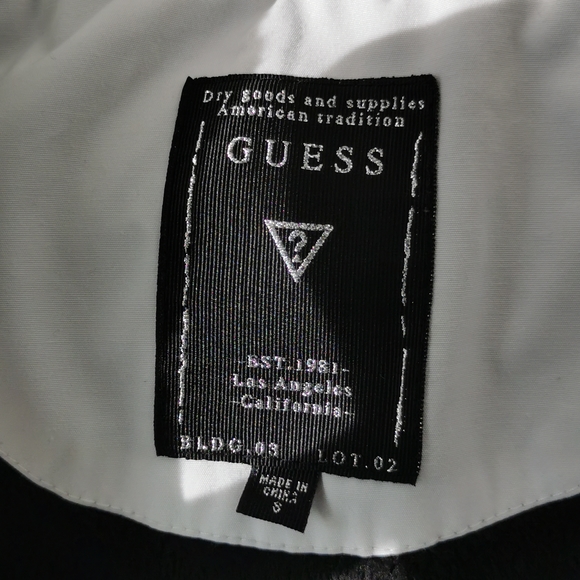 Dry goods and supplies
American tradition
GUESS
?
-EST.1981-
Los Angeles
-California-
BLDG.03 LOT.02
MADE IN
CHINA
S